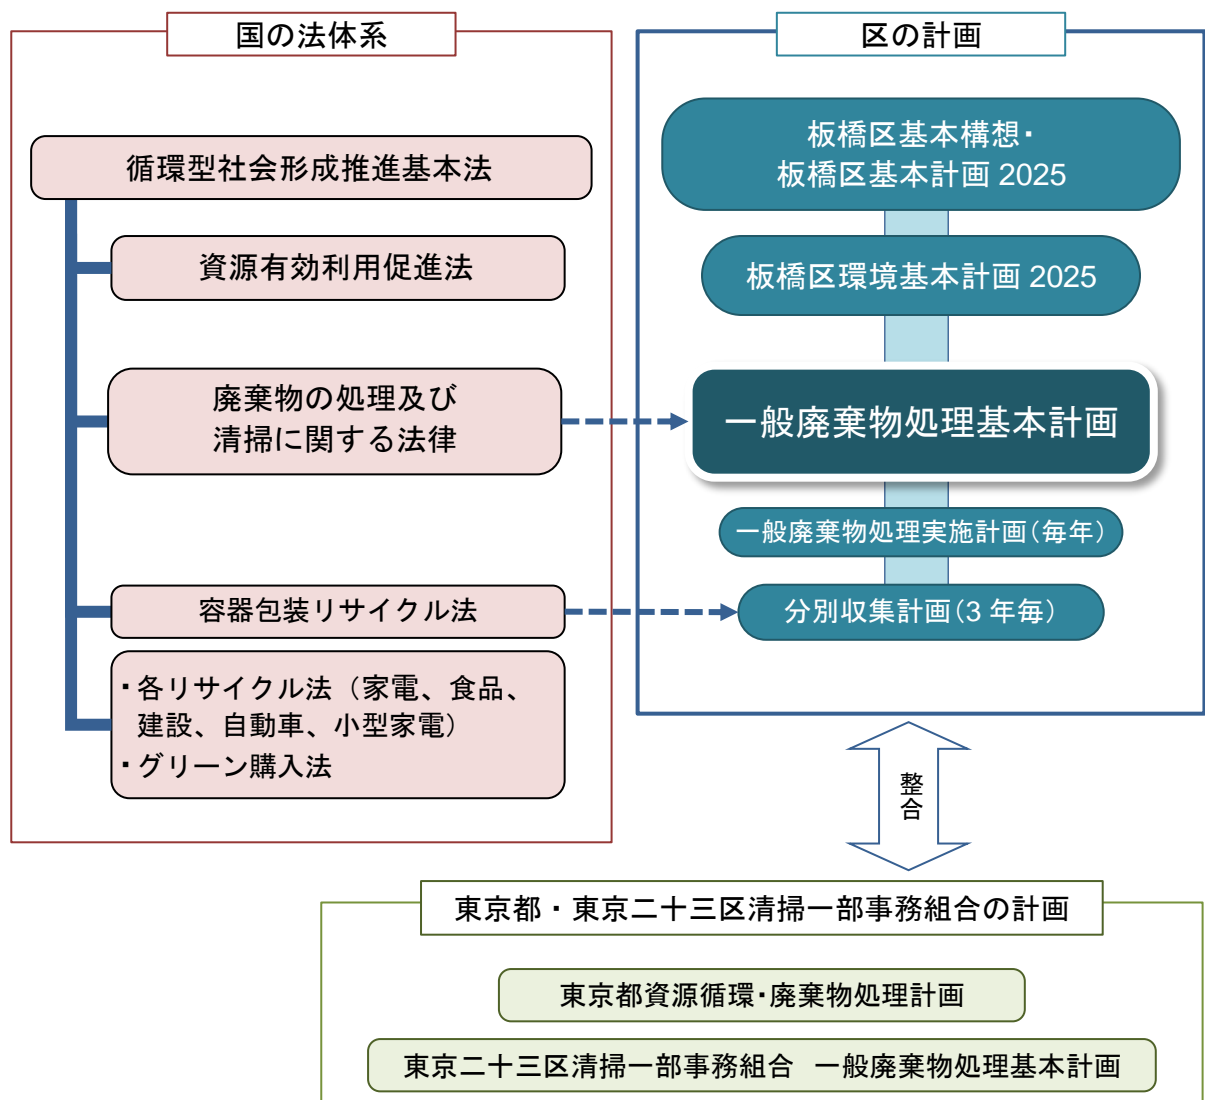 国の法体系
循環型社会形成推進基本法
資源有効利用促進法
廃棄物の処理及び
清掃に関する法律
容器包装リサイクル法
・各リサイクル法（家電、食品、
建設、自動車、小型家電）
・グリーン購入法
区の計画
板橋区基本構想・
板橋区基本計画 2025
板橋区環境基本計画 2025
一般廃棄物処理基本計画
一般廃棄物処理実施計画（毎年）
分別収集計画（3 年毎）
整合
東京都・東京二十三区清掃一部事務組合の計画
東京都資源循環・廃棄物処理計画
東京二十三区清掃一部事務組合　一般廃棄物処理基本計画